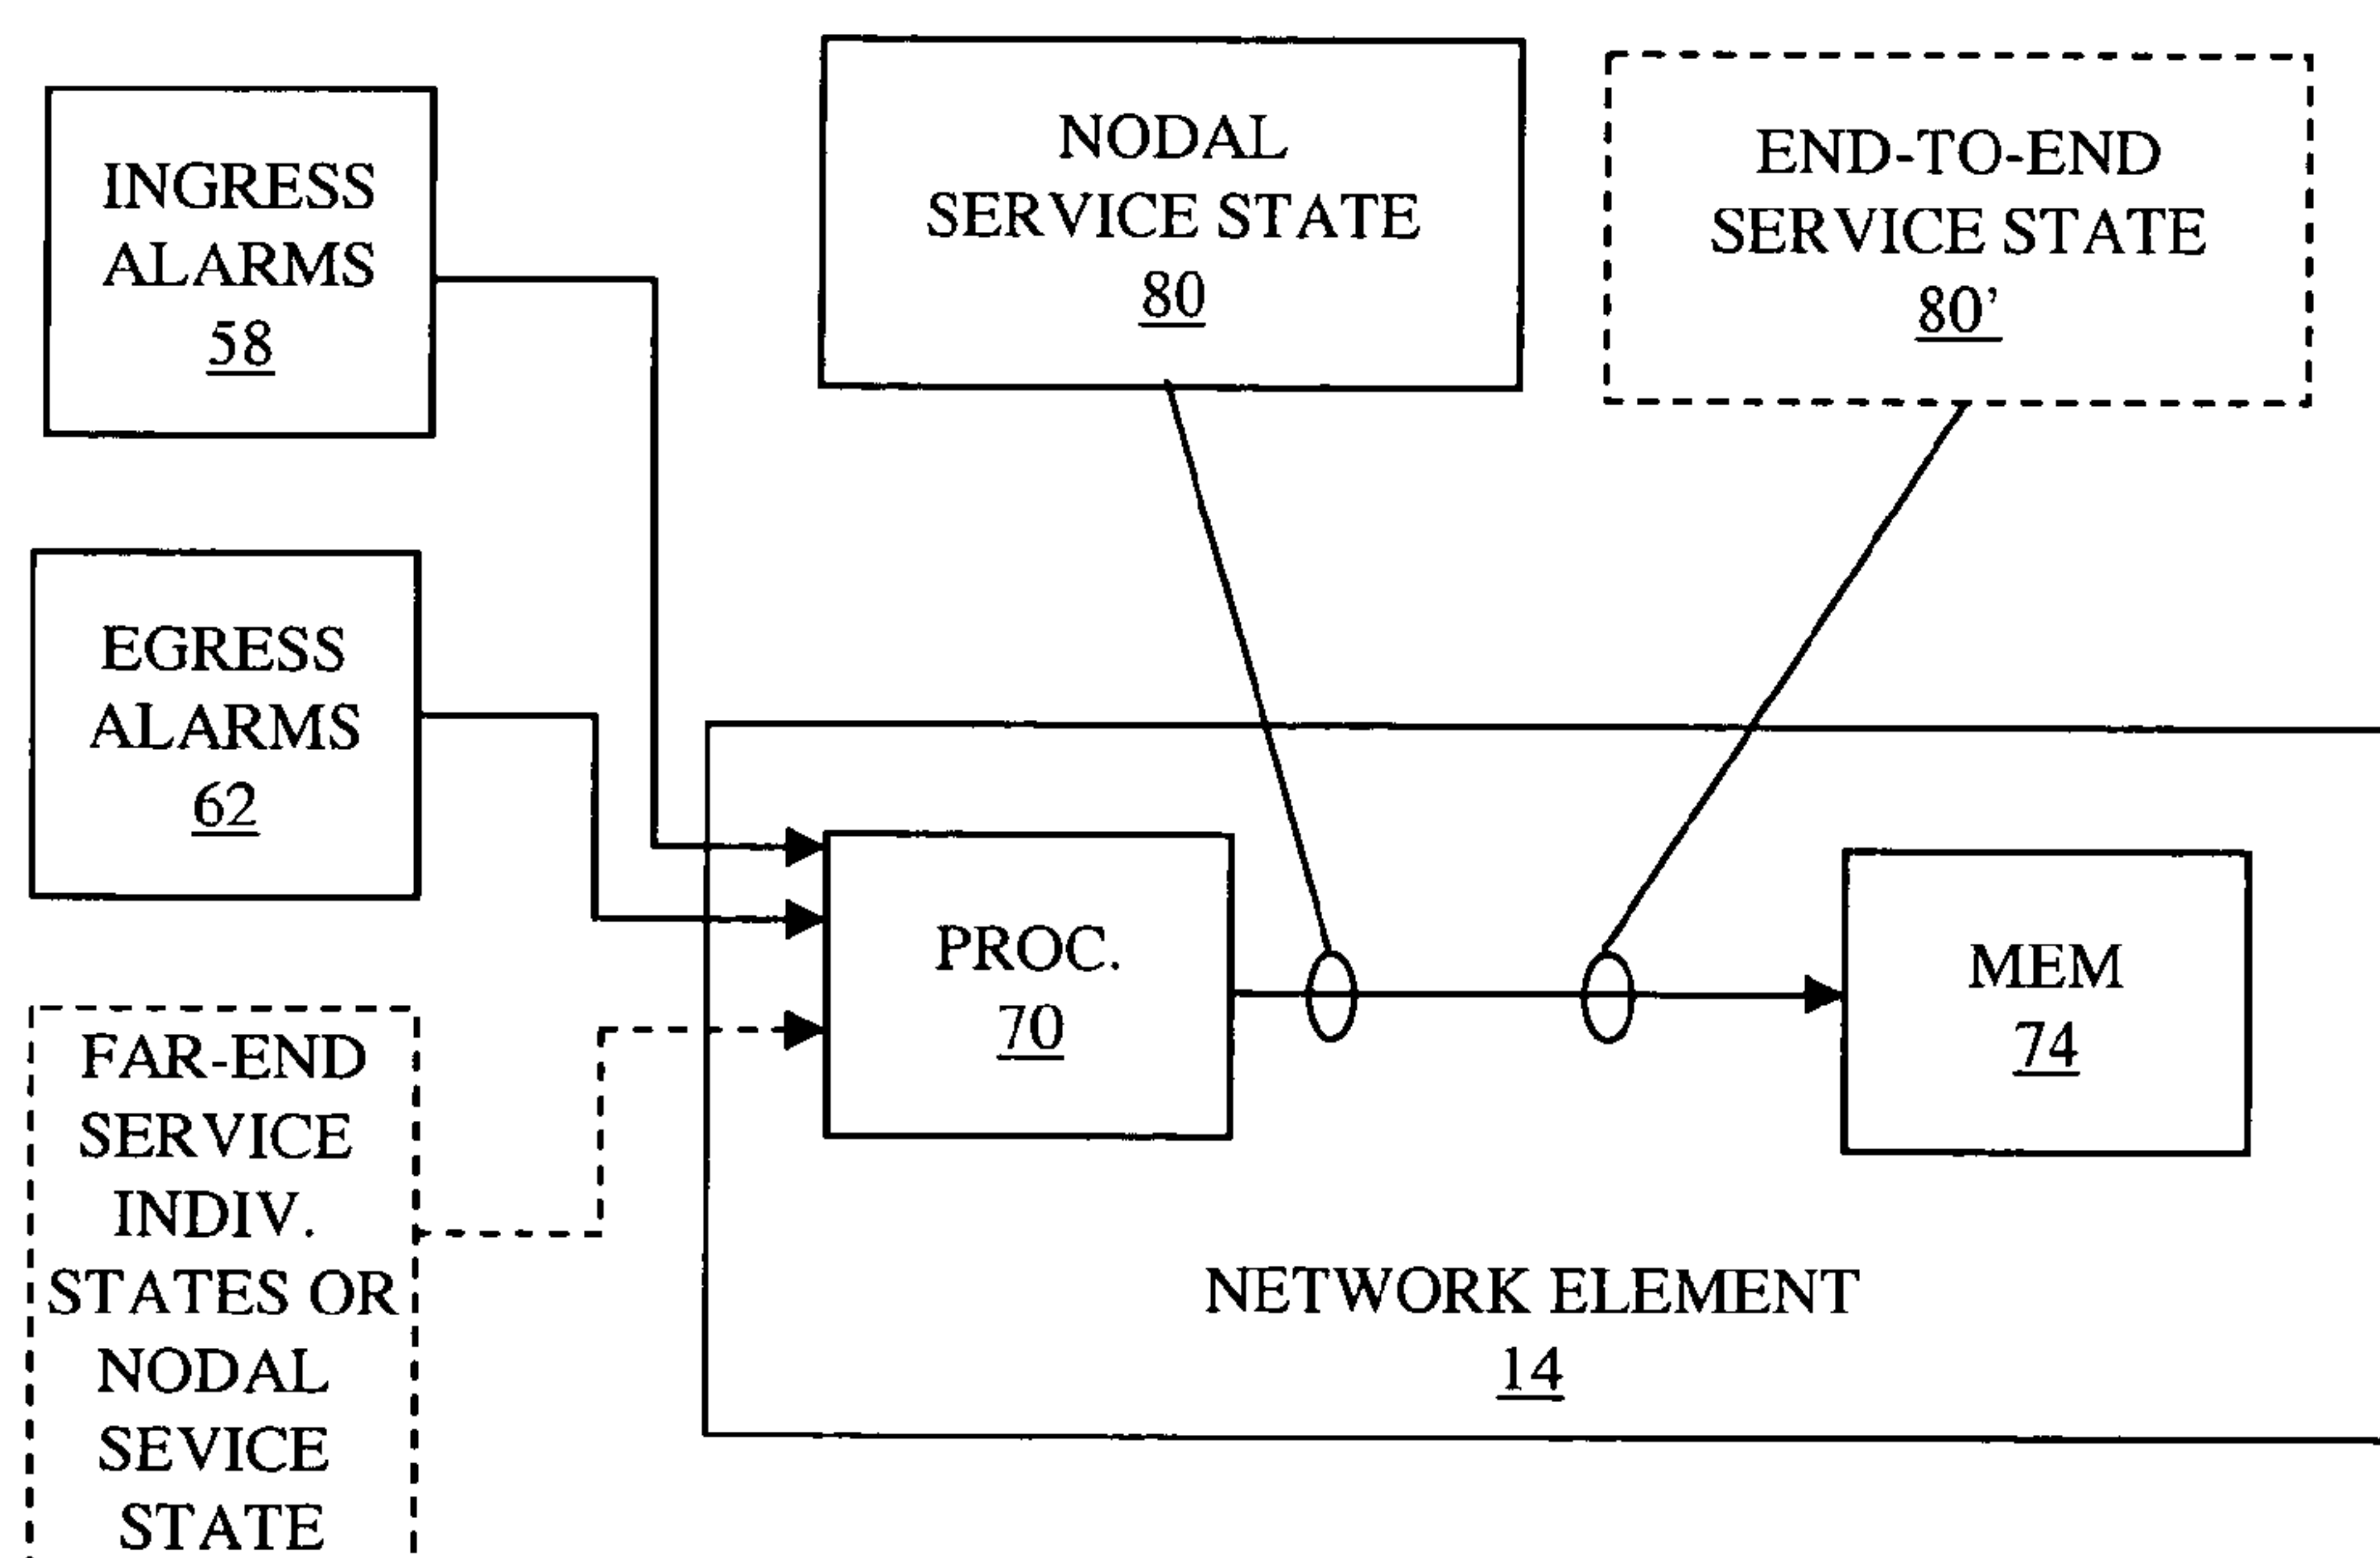 INGRESS
ALARMS
58
NODAL
SERVICE STATE
80
END-TO-END
SERVICE STATE
80’
EGRESS
ALARMS
62
PROC.
70
MEM
74
FAR-END
SERVICE
INDIV.
STATES OR
NODAL
SEVICE
STATE
NETWORK ELEMENT
14